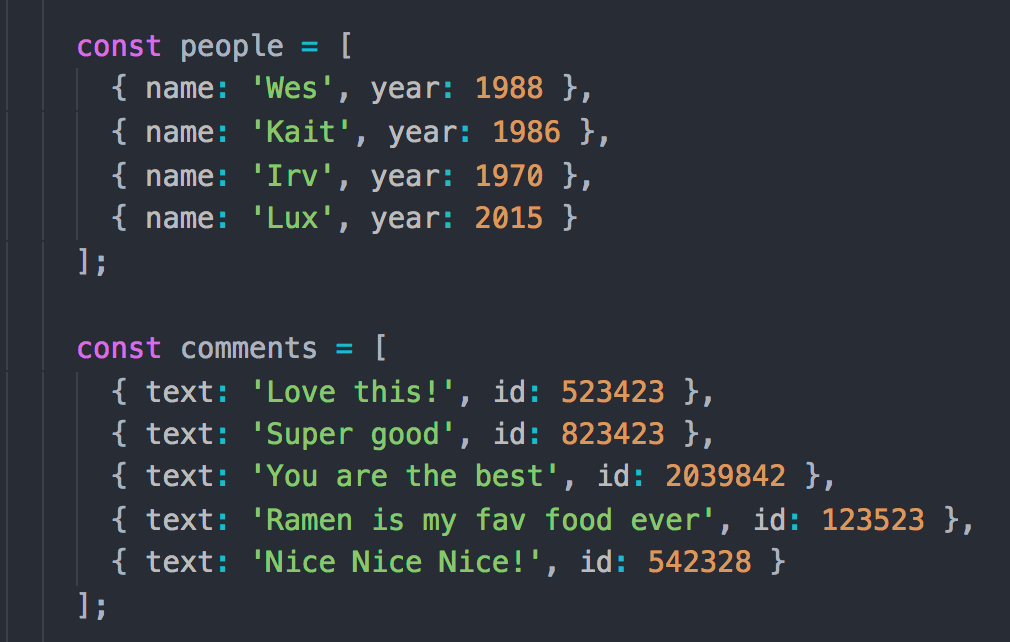 const people = [
  { name: 'Wes', year: 1988 },
  { name: 'Kait', year: 1986 },
  { name: 'Irv', year: 1970 },
  { name: 'Lux', year: 2015 }
];

const comments = [
  { text: 'Love this!', id: 523423 },
  { text: 'Super good', id: 823423 },
  { text: 'You are the best', id: 2039842 },
  { text: 'Ramen is my fav food ever', id: 123523 },
  { text: 'Nice Nice Nice!', id: 542328 }
];